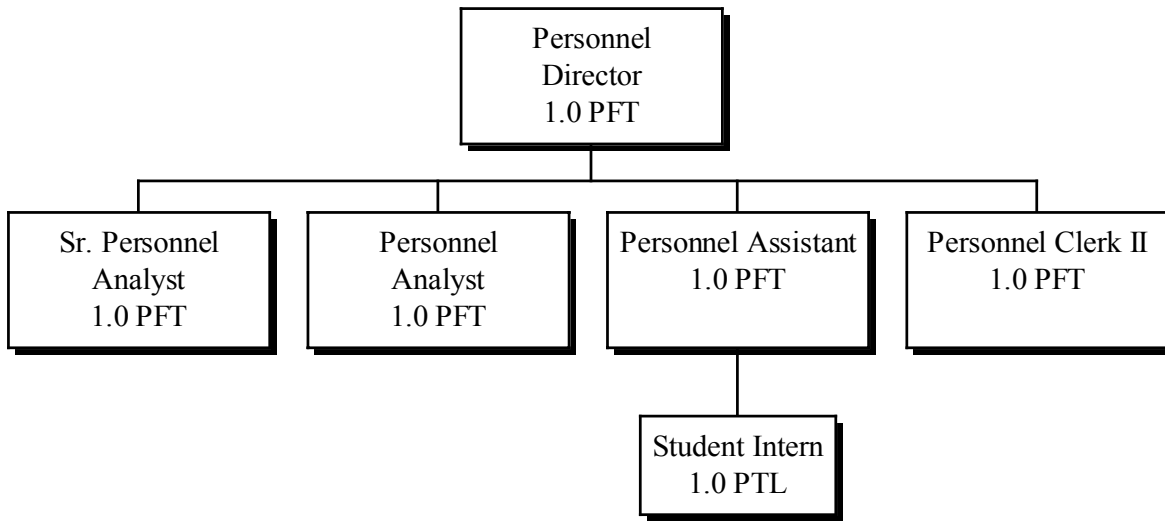 Personnel
Director
1.0 PFT
Sr. Personnel
Analyst
1.0 PFT
Personnel
Analyst
1.0 PFT
Personnel Assistant
1.0 PFT
Personnel Clerk II
1.0 PFT
Student Intern
1.0 PTL